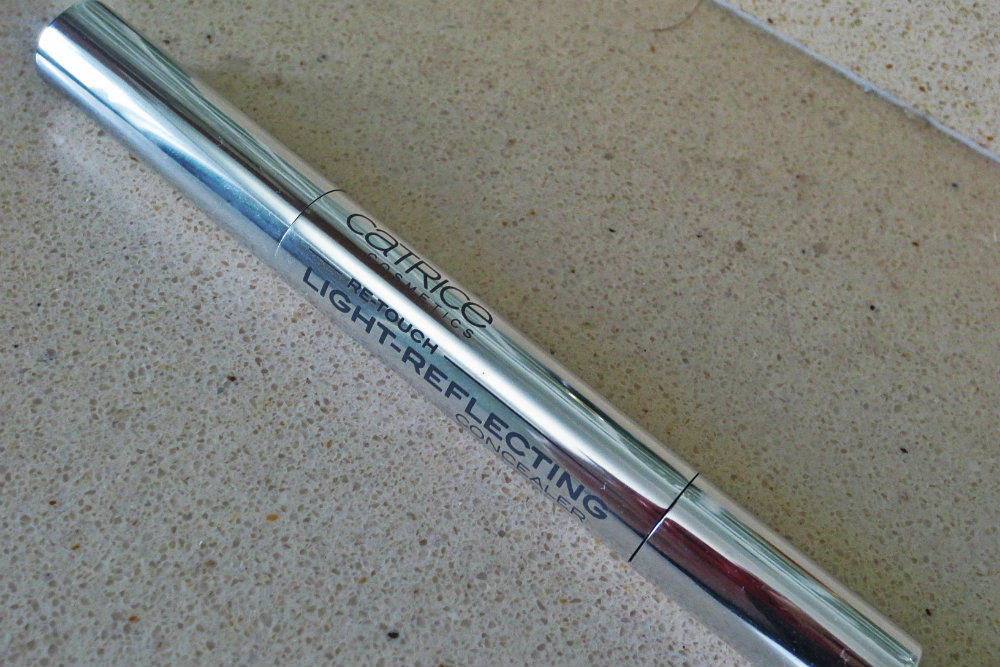 caTRICe
COSMETICS
RE-TOUCH
LIGHT-REFLECTING
CONCEALER